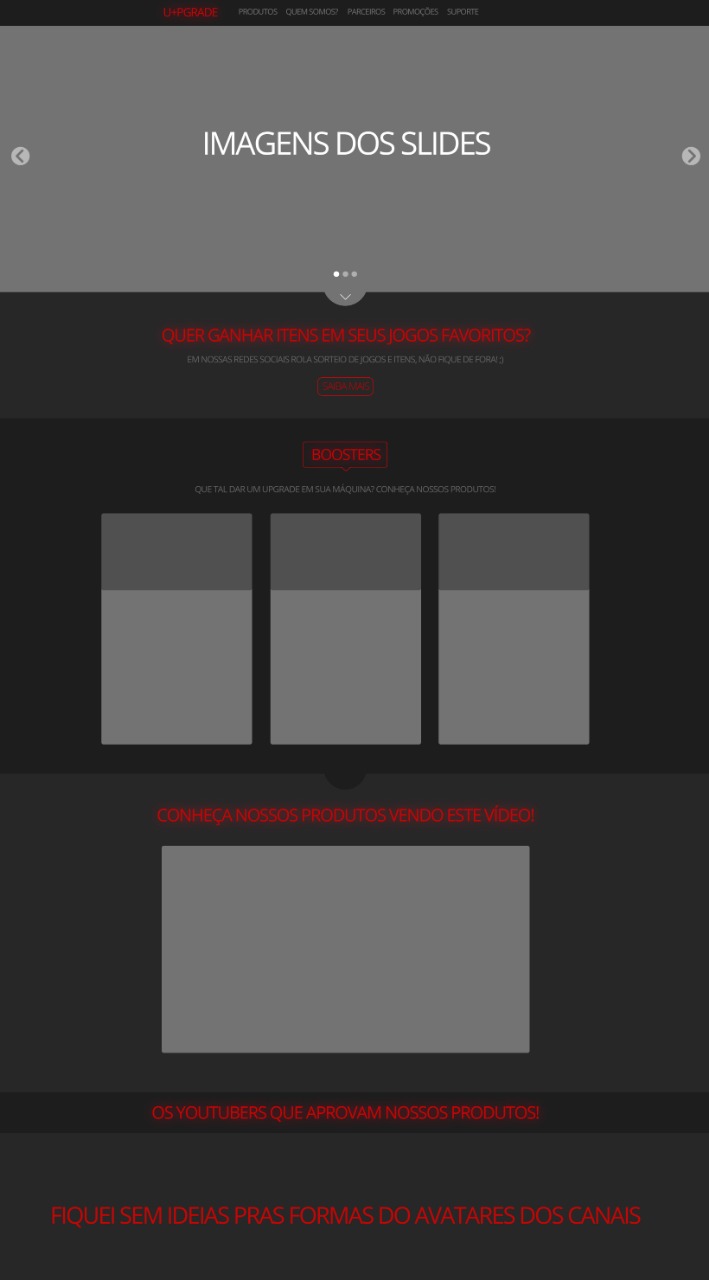 U+PGRADE PRODUTOS QUEM SOMOS? PARCEIROS PROMOÇÕES SUPORTE
IMAGENS DOS SLIDES
QUER GANHAR ITENS EM SEUS JOGOS FAVORITOS?
EM NOSSAS REDES SOCIAIS ROLA SORTEIO DE JOGOS E ITENS, NÃO FIQUE DE FORA! ;)
SAIBA MAIS
BOOSTERS
QUE TAL DAR UM UPGRADE EM SUA MÁQUINA? CONHEÇA NOSSOS PRODUTOS!
CONHEÇA NOSSOS PRODUTOS VENDO ESTE VÍDEO!
OS YOUTUBERS QUE APROVAM NOSSOS PRODUTOS!
FIQUEI SEM IDEIAS PRAS FORMAS DO AVATARES DOS CANAIS